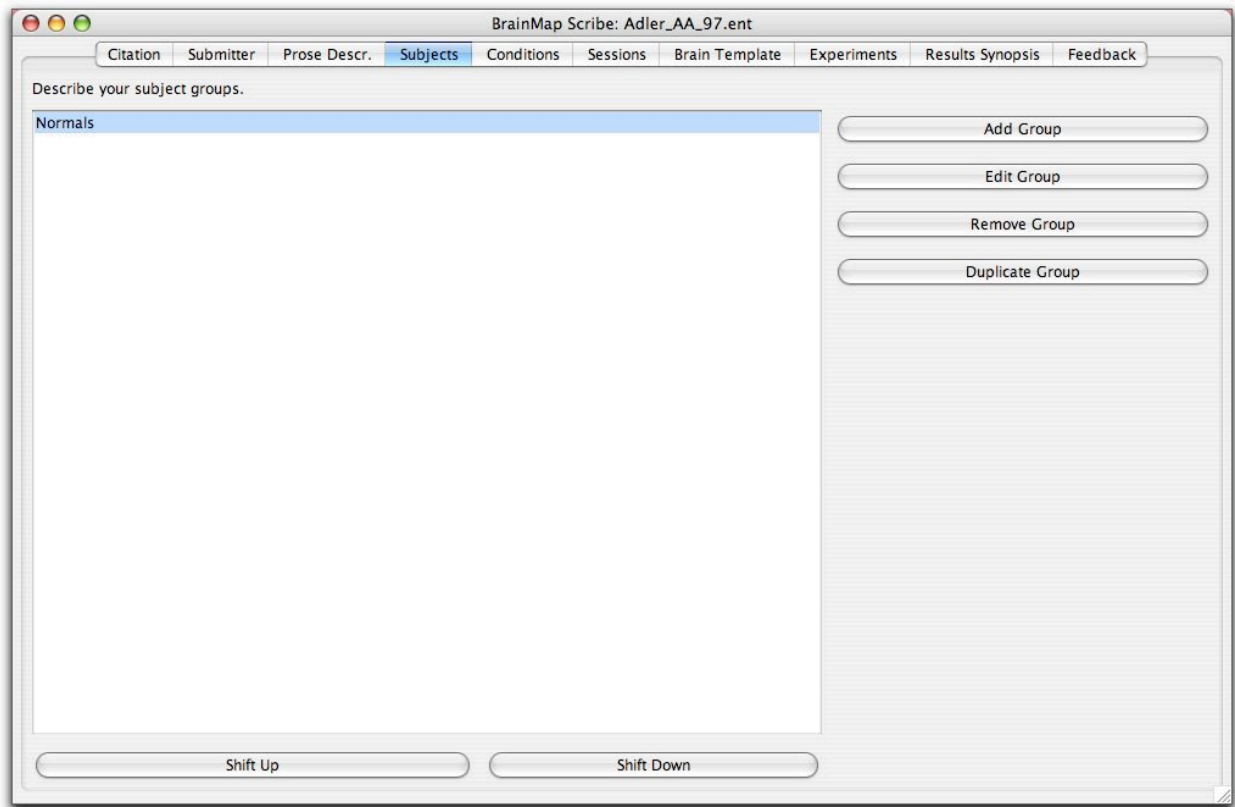 BrainMap Scribe: Adler_AA_97.ent
Citation Submitter Prose Descr. Subjects Conditions Sessions Brain Template Experiments Results Synopsis Feedback
Describe your subject groups.
Normals
Add Group
Edit Group
Remove Group
Duplicate Group
Shift Up Shift Down